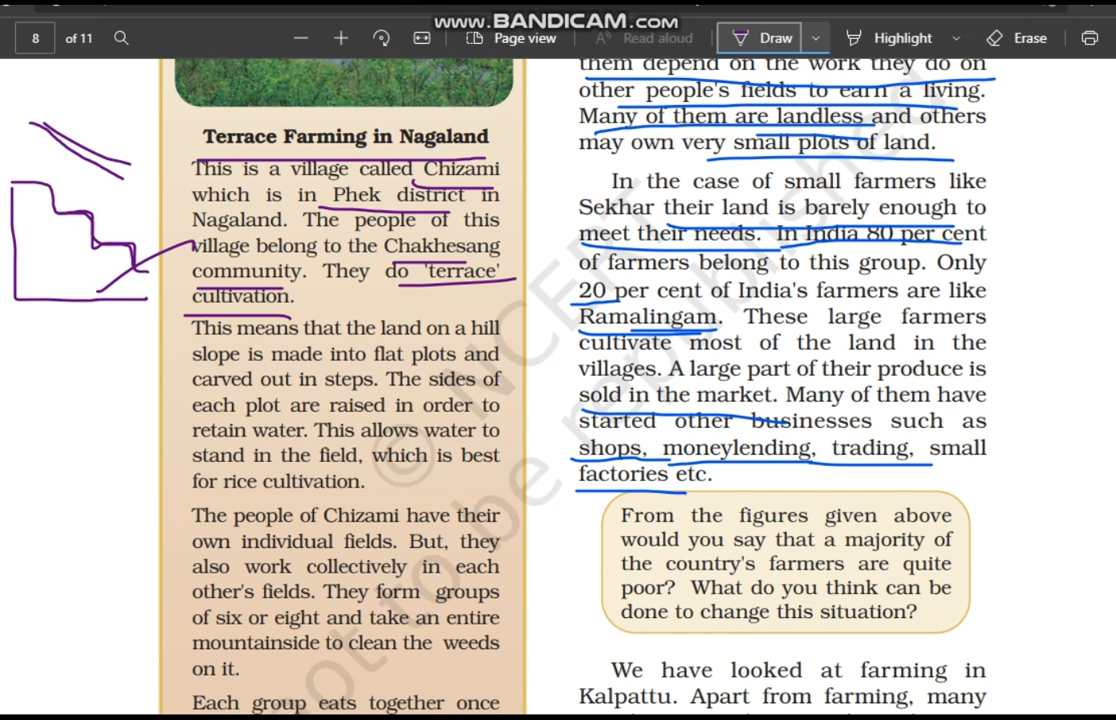 www.BANDICAM.com
8 of 11
Page view
Read aloud
Draw
Highlight
Erase
Terrace Farming in Nagaland
This is a village called Chizami
which is in Phek district in
Nagaland. The people of this
village belong to the Chakhesang
community. They do 'terrace'
cultivation.
This means that the land on a hill
slope is made into flat plots and
carved out in steps. The sides of
each plot are raised in order to
retain water. This allows water to
stand in the field, which is best
for rice cultivation.
The people of Chizami have their
own individual fields. But, they
also work collectively in each
other's fields. They form groups
of six or eight and take an entire
mountainside to clean the weeds
on it.
Each group eats together once
them depend on the work they do on
other people's fields to earn a living.
Many of them are landless and others
may own very small plots of land.
In the case of small farmers like
Sekhar their land is barely enough to
meet their needs. In India 80 per cent
of farmers belong to this group. Only
20 per cent of India's farmers are like
Ramalingam. These large farmers
cultivate most of the land in the
villages. A large part of their produce is
sold in the market. Many of them have
started other businesses such as
shops, moneylending, trading, small
factories etc.
From the figures given above
would you say that a majority of
the country's farmers are quite
poor? What do you think can be
done to change this situation?
We have looked at farming in
Kalpattu. Apart from farming, many
© NCERT
not to be republished